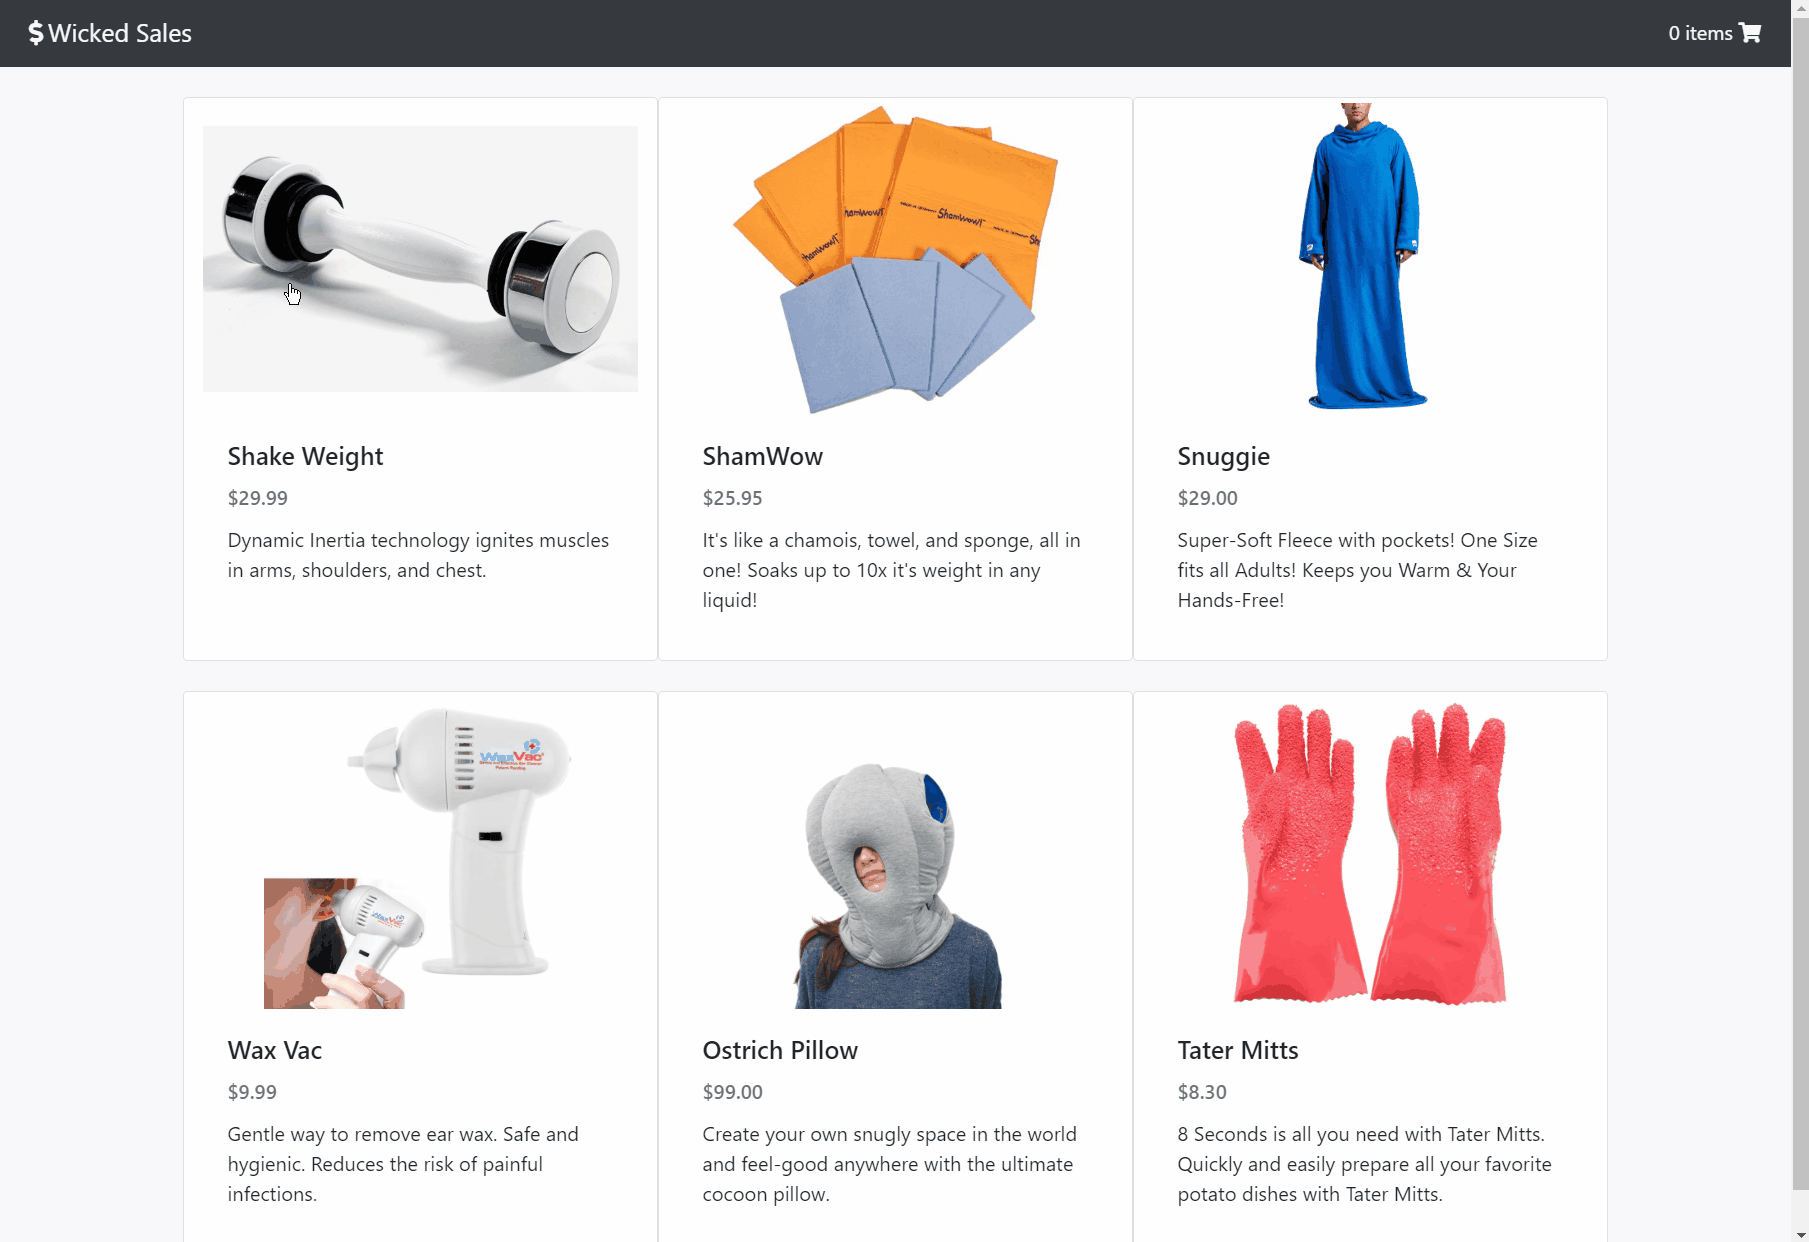 $ Wicked Sales
0 items
ShamWow!
ShamWow!
ShamWow!
Shake Weight
$29.99
Dynamic Inertia technology ignites muscles
in arms, shoulders, and chest.
ShamWow
$25.95
It's like a chamois, towel, and sponge, all in
one! Soaks up to 10x it's weight in any
liquid!
Snuggie
$29.00
Super-Soft Fleece with pockets! One Size
fits all Adults! Keeps you Warm & Your
Hands-Free!
WaxVac
WaxVac
Wax Vac
$9.99
Gentle way to remove ear wax. Safe and
hygienic. Reduces the risk of painful
infections.
Ostrich Pillow
$99.00
Create your own snugly space in the world
and feel-good anywhere with the ultimate
cocoon pillow.
Tater Mitts
$8.30
8 Seconds is all you need with Tater Mitts.
Quickly and easily prepare all your favorite
potato dishes with Tater Mitts.